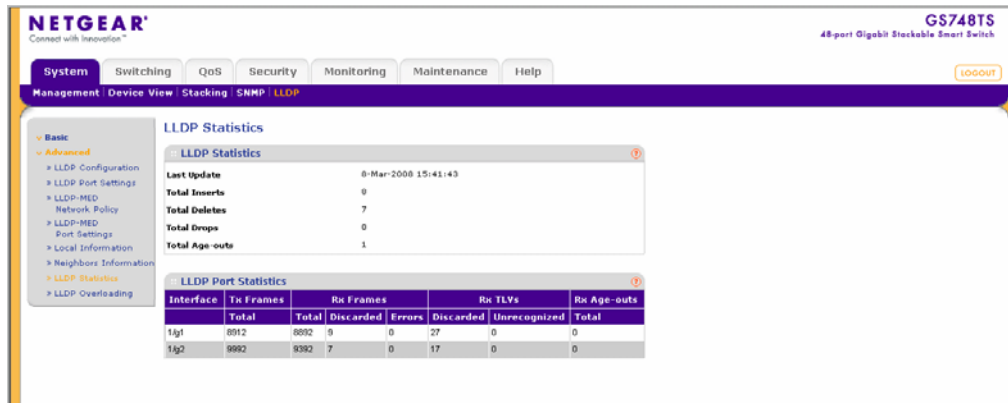 NETGEAR
Connect with Innovation™
GS748TS
48-port Gigabit Stackable Smart Switch
System Switching QoS Security Monitoring Maintenance Help
LOGOUT
Management Device View Stacking SNMP LLDP
Basic
Advanced
» LLDP Configuration
» LLDP Port Settings
» LLDP-MED
Network Policy
» LLDP-MED
Port Settings
» Local Information
» Neighbors Information
» LLDP Statistics
» LLDP Overloading
LLDP Statistics
LLDP Statistics
Last Update 8-Mar-2008 15:41:43
Total Inserts
Total Deletes 7
Total Drops 0
Total Age-outs 1
LLDP Port Statistics
Interface Tx Frames Rx Frames Rx TLVs Rx Age-outs
Total Total Discarded Errors Discarded Unrecognized Total
1/g1 8912 8892 9 0 27 0 0
1/g2 9992 9392 7 0 17 0 0